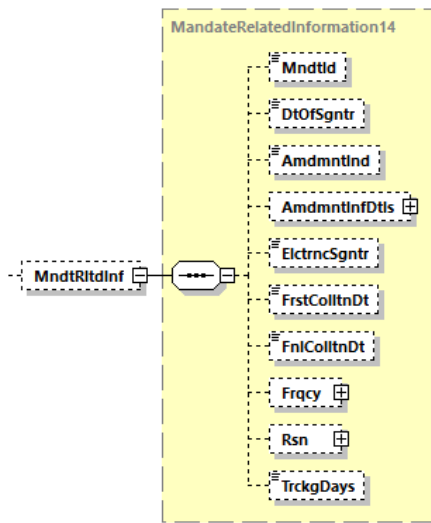 MandateRelatedInformation14
MndtId
DtOfSgntr
AmdmntInd
AmdmntInfDtls
ElctrncSgntr
MndtRltdInf
FrstColltnDt
FnlColltnDt
Frqcy
Rsn
TrckgDays